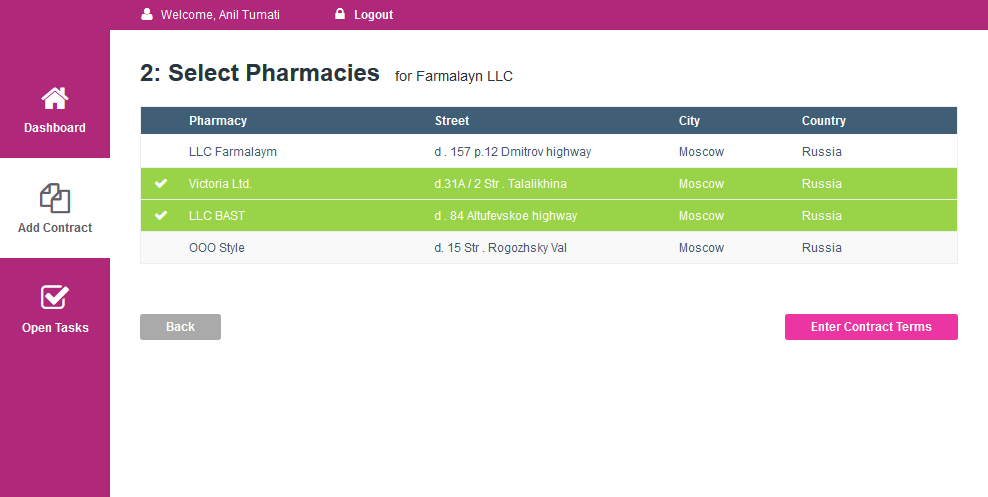 Welcome, Anil Tumati Logout
2: Select Pharmacies for Farmalayn LLC
Dashboard
Add Contract
Open Tasks
Pharmacy Street City Country
LLC Farmalaym d . 157 p.12 Dmitrov highway Moscow Russia
Victoria Ltd. d.31A / 2 Str . Talalikhina Moscow Russia
LLC BAST d . 84 Altufevskoe highway Moscow Russia
OOO Style d. 15 Str . Rogozhsky Val Moscow Russia
Back Enter Contract Terms